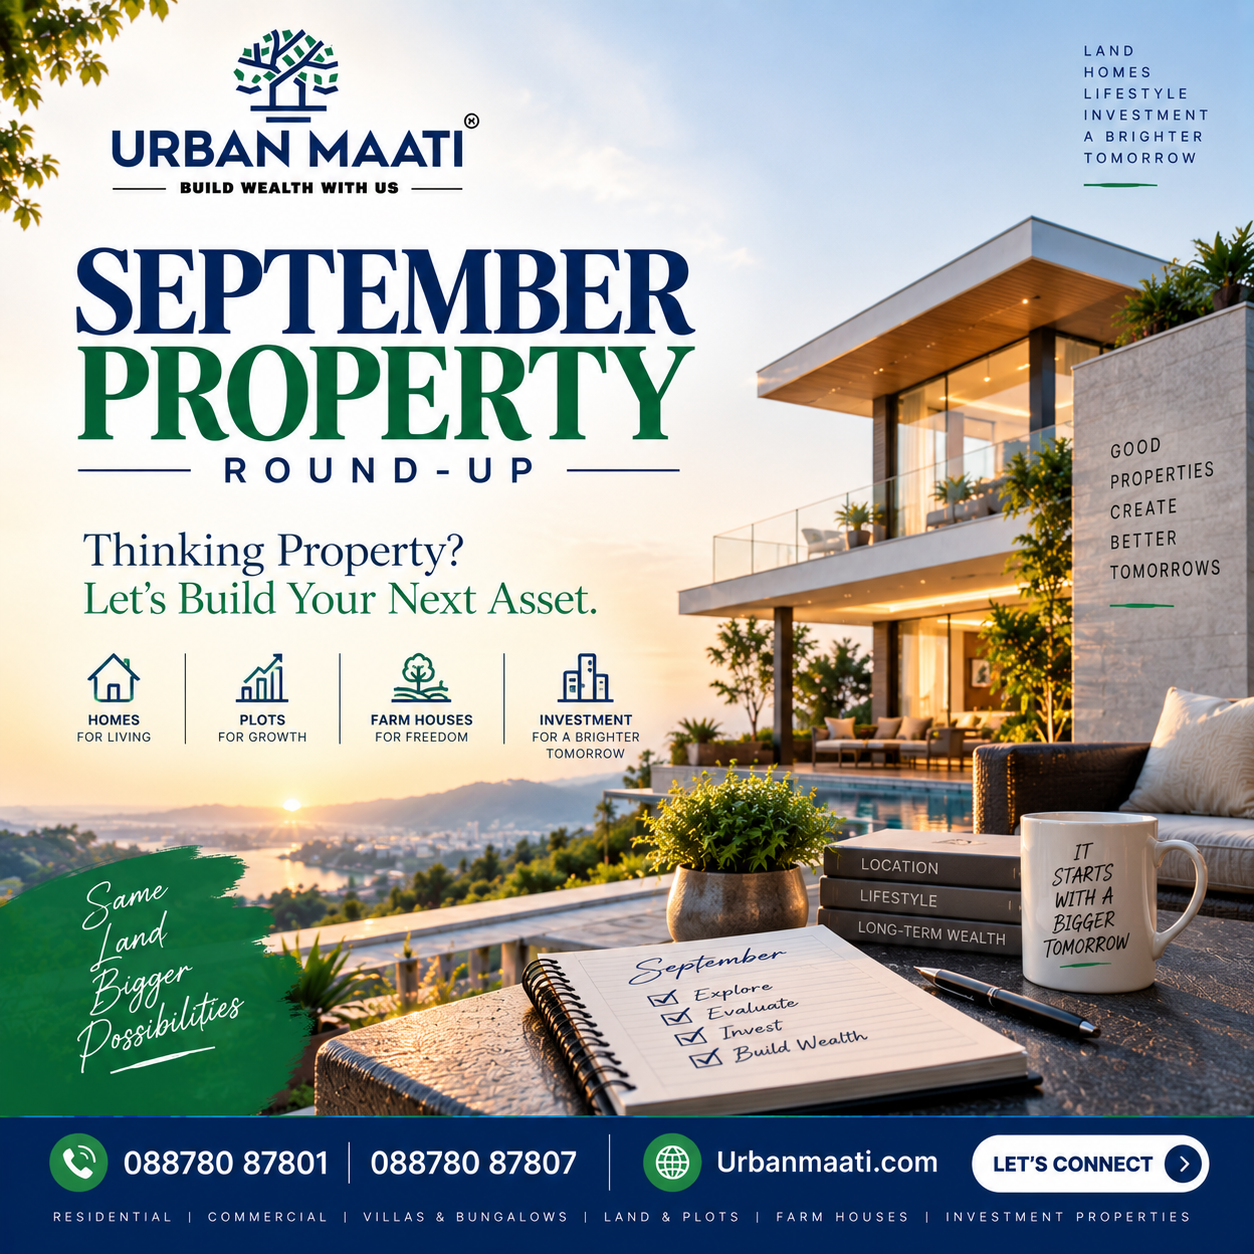 URBAN MAATI
BUILD WEALTH WITH US
LAND
HOMES
LIFESTYLE
INVESTMENT
A BRIGHTER
TOMORROW
SEPTEMBER
PROPERTY
ROUND-UP
Thinking Property?
Let's Build Your Next Asset.
HOMES
FOR LIVING
PLOTS
FOR GROWTH
FARM HOUSES
FOR FREEDOM
INVESTMENT
FOR A BRIGHTER
TOMORROW
GOOD
PROPERTIES
CREATE
BETTER
TOMORROWS
Same
Land
Bigger
Possibilities
LOCATION
LIFESTYLE
LONG-TERM WEALTH
IT
STARTS
WITH A
BIGGER
TOMORROW
September
Explore
Evaluate
Invest
Build Wealth
088780 87801 | 088780 87807
Urbanmaati.com
LET'S CONNECT
RESIDENTIAL | COMMERCIAL | VILLAS & BUNGALOWS | LAND & PLOTS | FARM HOUSES | INVESTMENT PROPERTIES